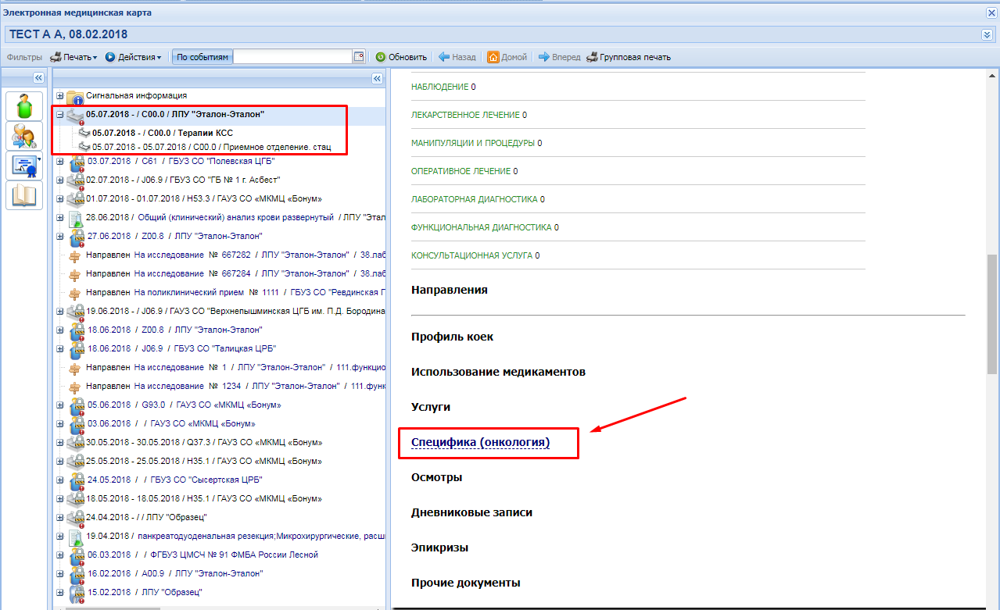 Электронная медицинская карта
ТЕСТ А А, 08.02.2018
Фильтры Печать Действия По событиям Обновить Назад Домой Вперед Групповая печать
Сигнальная информация
05.07.2018 - / C00.0 / ЛПУ "Эталон-Эталон"
05.07.2018 - / C00.0 / Терапии КСС
05.07.2018 - 05.07.2018 / C00.0 / Приемное отделение. стац
03.07.2018 / C61 / ГБУЗ СО "Полевская ЦГБ"
02.07.2018 - / J06.9 / ГБУЗ СО "ГБ № 1 г. Асбест"
01.07.2018 - 01.07.2018 / H53.3 / ГАУЗ СО «МКМЦ «Бонум»
28.06.2018 / Общий (клинический) анализ крови развернутый / ЛПУ "Этал
27.06.2018 / Z00.8 / ЛПУ "Эталон-Эталон"
Направлен На исследование № 667282 / ЛПУ "Эталон-Эталон" / 38.лаб
Направлен На исследование № 667284 / ЛПУ "Эталон-Эталон" / 38.лаб
Направлен На поликлинический прием № 1111 / ГБУЗ СО "Ревдинская Г
19.06.2018 - / J06.9 / ГАУЗ СО "Верхнепышминская ЦГБ им. П.Д. Бородина
18.06.2018 / Z00.8 / ЛПУ "Эталон-Эталон"
18.06.2018 / J06.9 / ГБУЗ СО "Талицкая ЦРБ"
Направлен На исследование № 1 / ЛПУ "Эталон-Эталон" / 111.функцио
Направлен На исследование № 1234 / ЛПУ "Эталон-Эталон" / 111.функ
05.06.2018 / G93.0 / ГАУЗ СО «МКМЦ «Бонум»
03.06.2018 / / ГАУЗ СО «МКМЦ «Бонум»
30.05.2018 - 30.05.2018 / Q37.3 / ГАУЗ СО «МКМЦ «Бонум»
25.05.2018 - 25.05.2018 / H35.1 / ГАУЗ СО «МКМЦ «Бонум»
24.05.2018 / / ГБУЗ СО "Сысертская ЦРБ"
18.05.2018 - 18.05.2018 / H35.1 / ГАУЗ СО «МКМЦ «Бонум»
24.04.2018 - / / ЛПУ "Образец"
19.04.2018 / панкреатодуоденальная резекция;Микрохирургические, расш
06.03.2018 / / ФГБУЗ ЦМСЧ № 91 ФМБА России Лесной
16.02.2018 / A00.9 / ЛПУ "Эталон-Эталон"
15.02.2018 / ЛПУ "Образец"
НАБЛЮДЕНИЕ 0
ЛЕКАРСТВЕННОЕ ЛЕЧЕНИЕ 0
МАНИПУЛЯЦИИ И ПРОЦЕДУРЫ 0
ОПЕРАТИВНОЕ ЛЕЧЕНИЕ 0
ЛАБОРАТОРНАЯ ДИАГНОСТИКА 0
ФУНКЦИОНАЛЬНАЯ ДИАГНОСТИКА 0
КОНСУЛЬТАЦИОННАЯ УСЛУГА 0
Направления
Профиль коек
Использование медикаментов
Услуги
Специфика (онкология)
Осмотры
Дневниковые записи
Эпикризы
Прочие документы